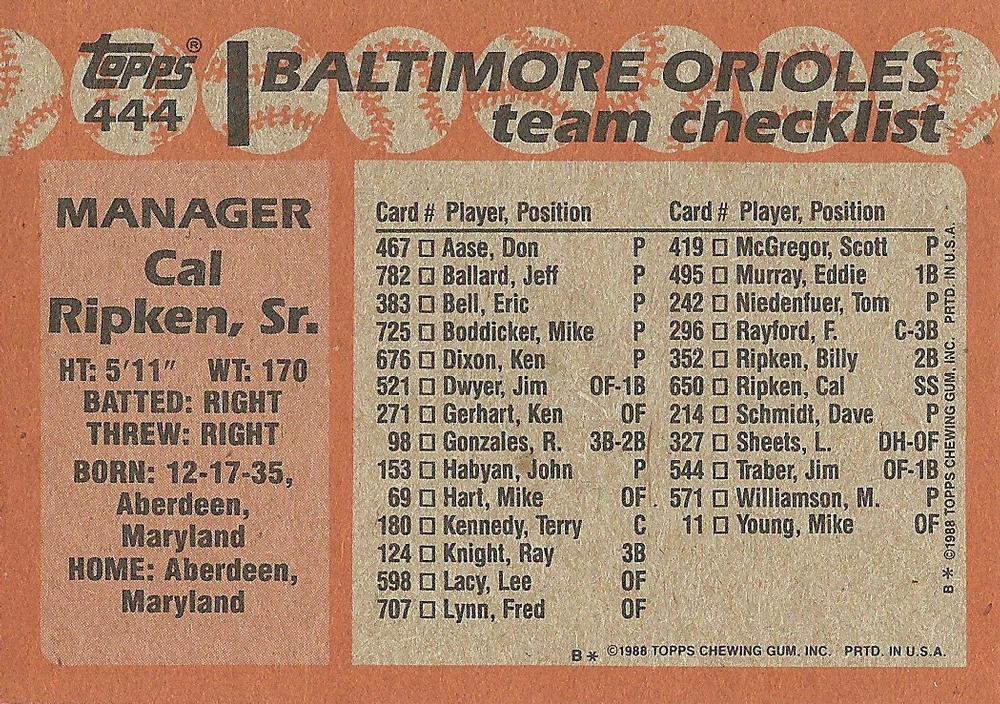 topps® BALTIMORE ORIOLES
444 team checklist
MANAGER
Cal
Ripken, Sr.
HT: 5'11" WT: 170
BATTED: RIGHT
THREW: RIGHT
BORN: 12-17-35,
Aberdeen,
Maryland
HOME: Aberdeen,
Maryland
Card # Player, Position
467 □ Aase, Don P
782 □ Ballard, Jeff P
383 □ Bell, Eric P
725 □ Boddicker, Mike P
676 □ Dixon, Ken P
521 □ Dwyer, Jim OF-1B
271 □ Gerhart, Ken OF
98 □ Gonzales, R. 3B-2B
153 □ Habyan, John P
69 □ Hart, Mike OF
180 □ Kennedy, Terry C
124 □ Knight, Ray 3B
598 □ Lacy, Lee OF
707 □ Lynn, Fred OF
Card # Player, Position
419 □ McGregor, Scott P
495 □ Murray, Eddie 1B
242 □ Niedenfuer, Tom P
296 □ Rayford, F. C-3B
352 □ Ripken, Billy 2B
650 □ Ripken, Cal SS
214 □ Schmidt, Dave P
327 □ Sheets, L. DH-OF
544 □ Traber, Jim OF-1B
571 □ Williamson, M. P
11 □ Young, Mike OF
B* ©1988 TOPPS CHEWING GUM, INC. PRTD. IN U.S.A.
B* ©1988 TOPPS CHEWING GUM, INC. PRTD. IN U.S.A.